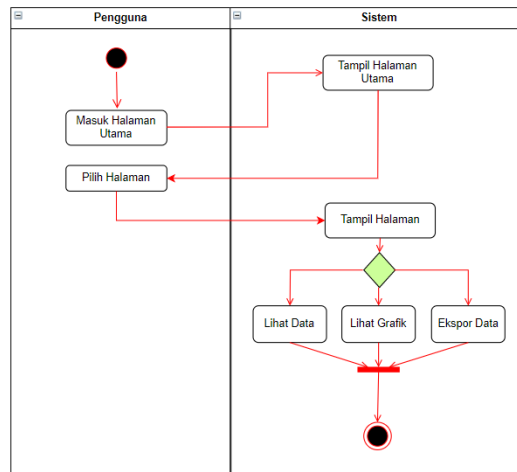 Pengguna
Sistem
Tampil Halaman
Utama
Masuk Halaman
Utama
Pilih Halaman
Tampil Halaman
Lihat Data
Lihat Grafik
Ekspor Data